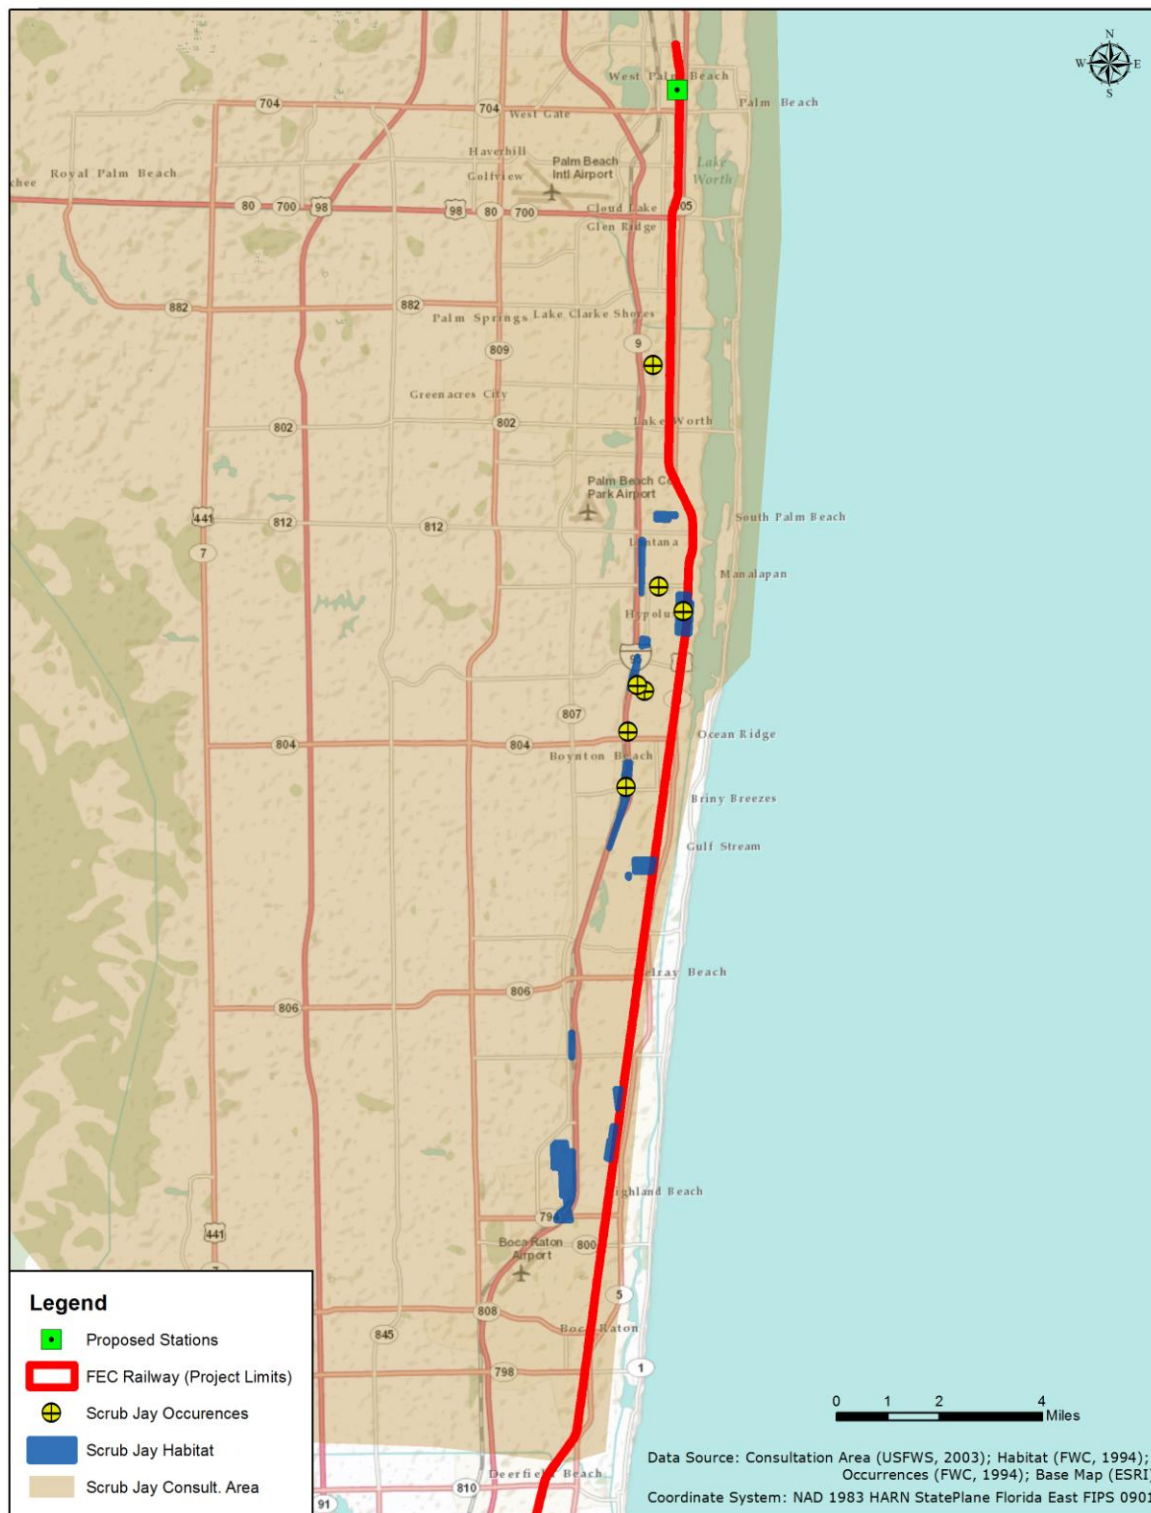 N
W E
S
West Palm Beach
704
704
Palm Beach
West Gate
Haverhill
Palm Beach
Intl Airport
Golfview
Lake
Worth
chee
Royal Palm Beach
80
700
98
98
80
700
Cloud Lake
Glen Ridge
882
882
Palm Springs
Lake Clarke Shores
9
809
Greenacres City
802
802
Lake Worth
Palm Beach Co
Park Airport
441
812
812
South Palm Beach
7
Manalapan
807
Ocean Ridge
804
804
Boynton Beach
Briny Breezes
Gulf Stream
elray Beach
806
806
ighland Beach
441
Boca Raton
Airport
800
5
808
Boca Raton
845
798
1
Deerfield Beach
810
91
Legend
Proposed Stations
FEC Railway (Project Limits)
Scrub Jay Occurences
Scrub Jay Habitat
Scrub Jay Consult. Area
0 1 2 4
Miles
Data Source: Consultation Area (USFWS, 2003); Habitat (FWC, 1994);
Occurrences (FWC, 1994); Base Map (ESRI)
Coordinate System: NAD 1983 HARN StatePlane Florida East FIPS 0901